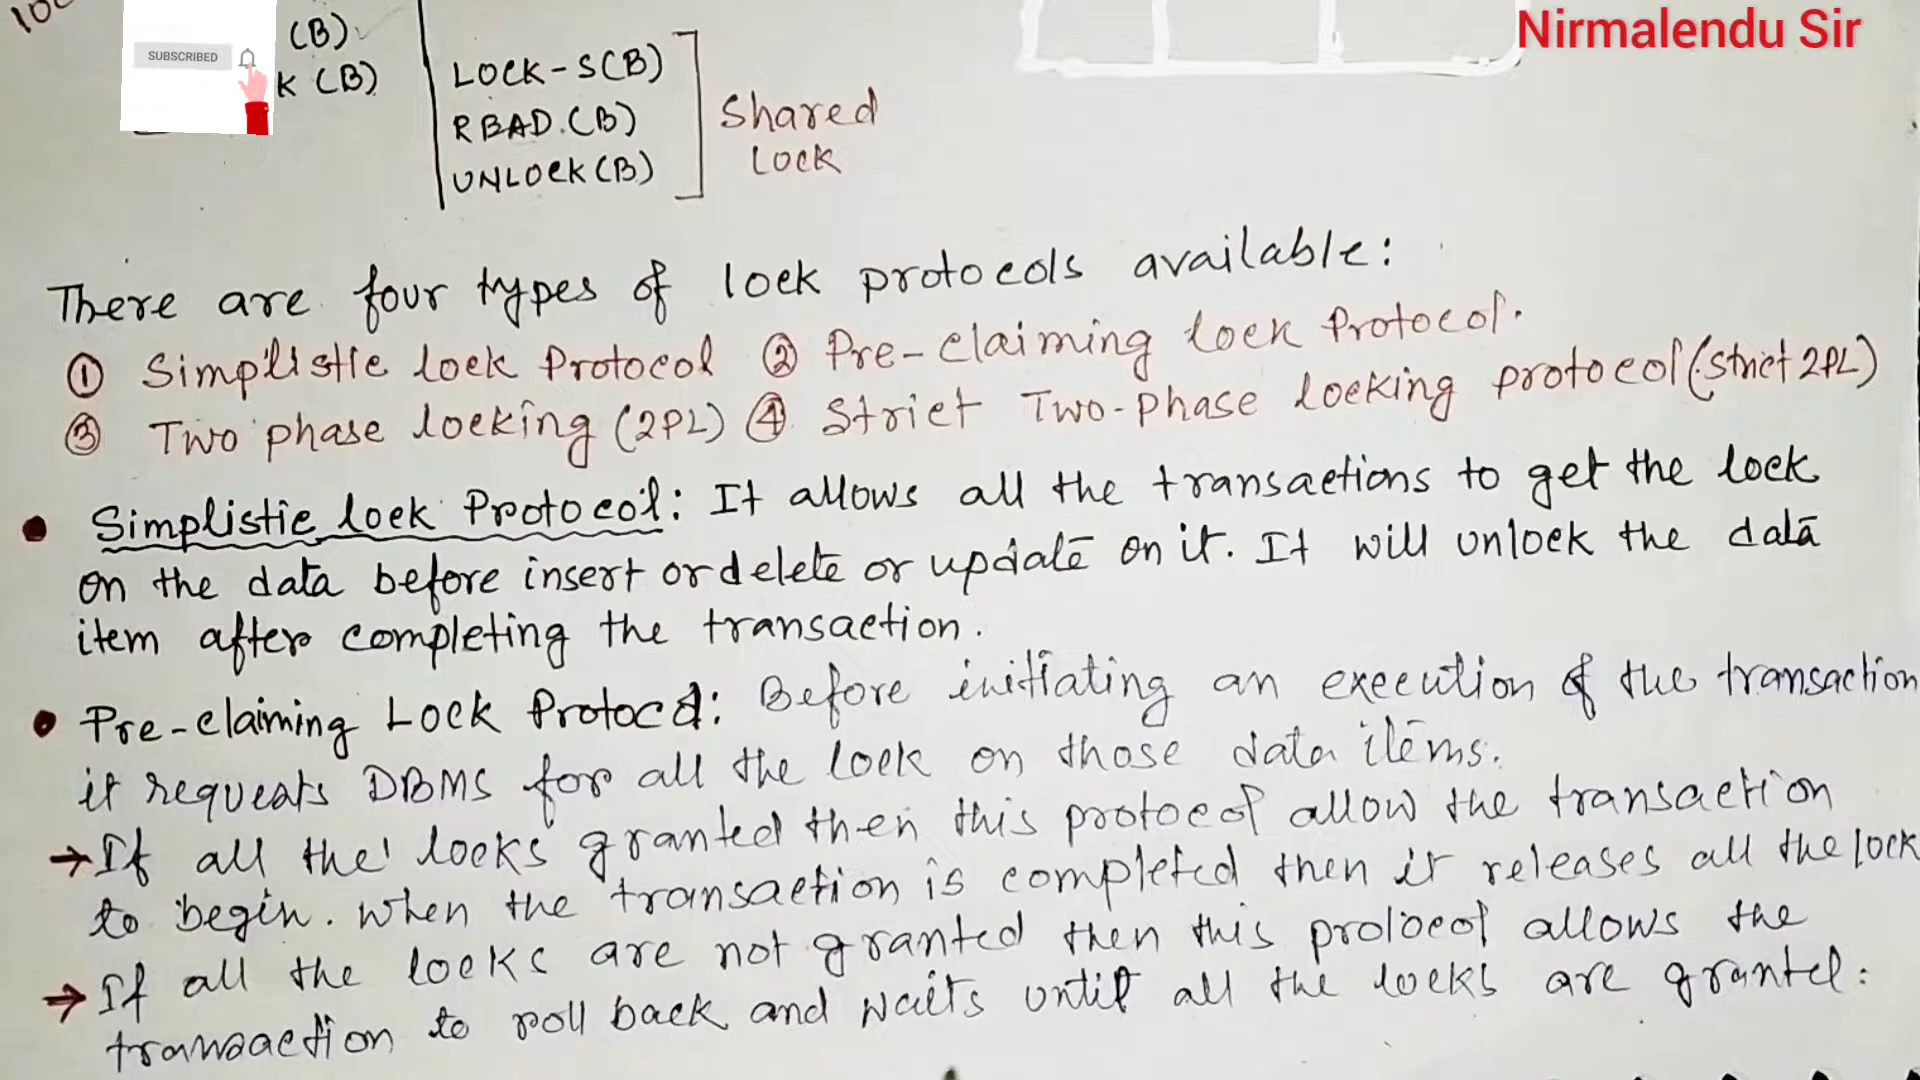 Nirmalendu Sir
SUBSCRIBED
(B)
K (B)
LOCK-S(B)
READ.(B)
UNLOCK(B)
Shared
Lock
There are four types of lock protocols available:
① Simplistic lock Protocol ② Pre-claiming lock Protocol.
③ Two phase locking (2PL) ④ Strict Two-Phase locking protocol (strict 2PL)
• Simplistic lock Protocol: It allows all the transactions to get the lock
on the data before insert or delete or update on it. It will unlock the data
item after completing the transaction.
• Pre-claiming Lock Protocol: Before initiating an execution of the transaction
it requests DBMS for all the lock on those data items.
→ If all the locks granted then this protocol allow the transaction
to begin. When the transaction is completed then it releases all the lock
→ If all the locks are not granted then this protocol allows the
transaction to roll back and waits until all the locks are granted.